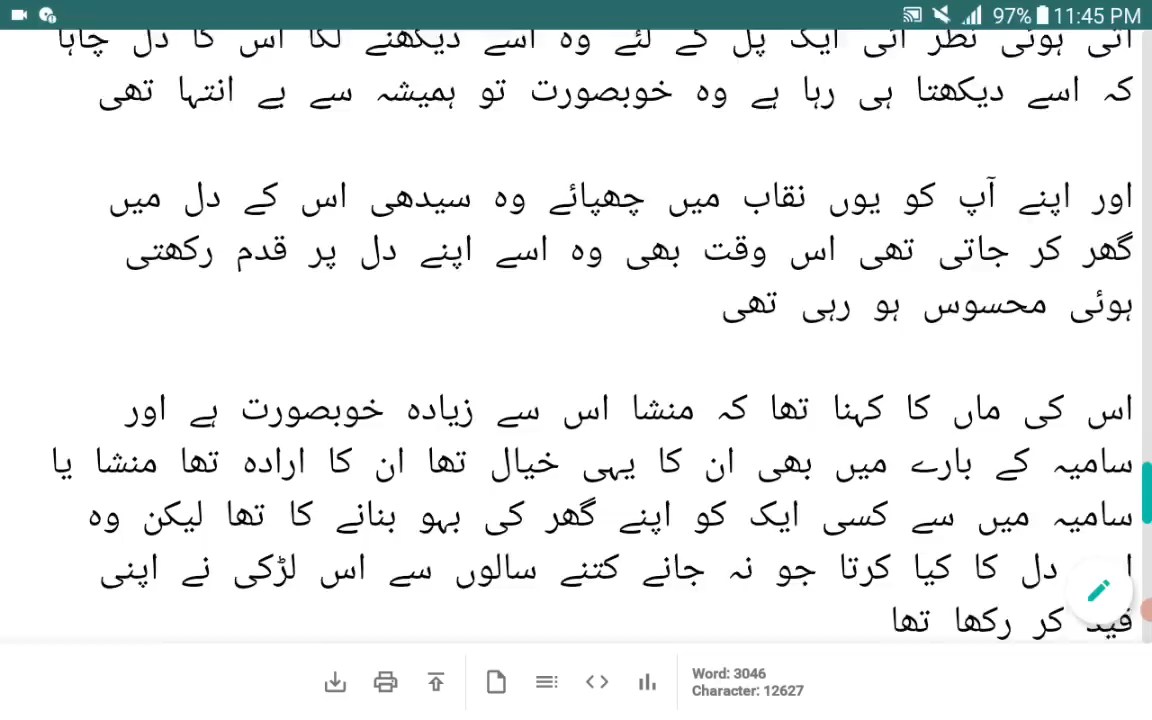 97% 11:45 PM
اتی ہوئی نظر آئی ایک پل کے لئے وہ اسے دیکھنے لگا اس کا دل چاہا
کہ اسے دیکھتا ہی رہا ہے وہ خوبصورت تو ہمیشہ سے بے انتہا تھی
اور اپنے آپ کو یوں نقاب میں چھپائے وہ سیدھی اس کے دل میں
گھر کر جاتی تھی اس وقت بھی وہ اسے اپنے دل پر قدم رکھتی
ہوئی محسوس ہو رہی تھی
اس کی ماں کا کہنا تھا کہ منشا اس سے زیادہ خوبصورت ہے اور
سامیہ کے بارے میں بھی ان کا یہی خیال تھا ان کا ارادہ تھا منشا یا
سامیہ میں سے کسی ایک کو اپنے گھر کی بہو بنانے کا تھا لیکن وہ
دل کا کیا کرتا جو نہ جانے کتنے سالوں سے اس لڑکی نے اپنی
قید کر رکھا تھا
Word: 3046
Character: 12627